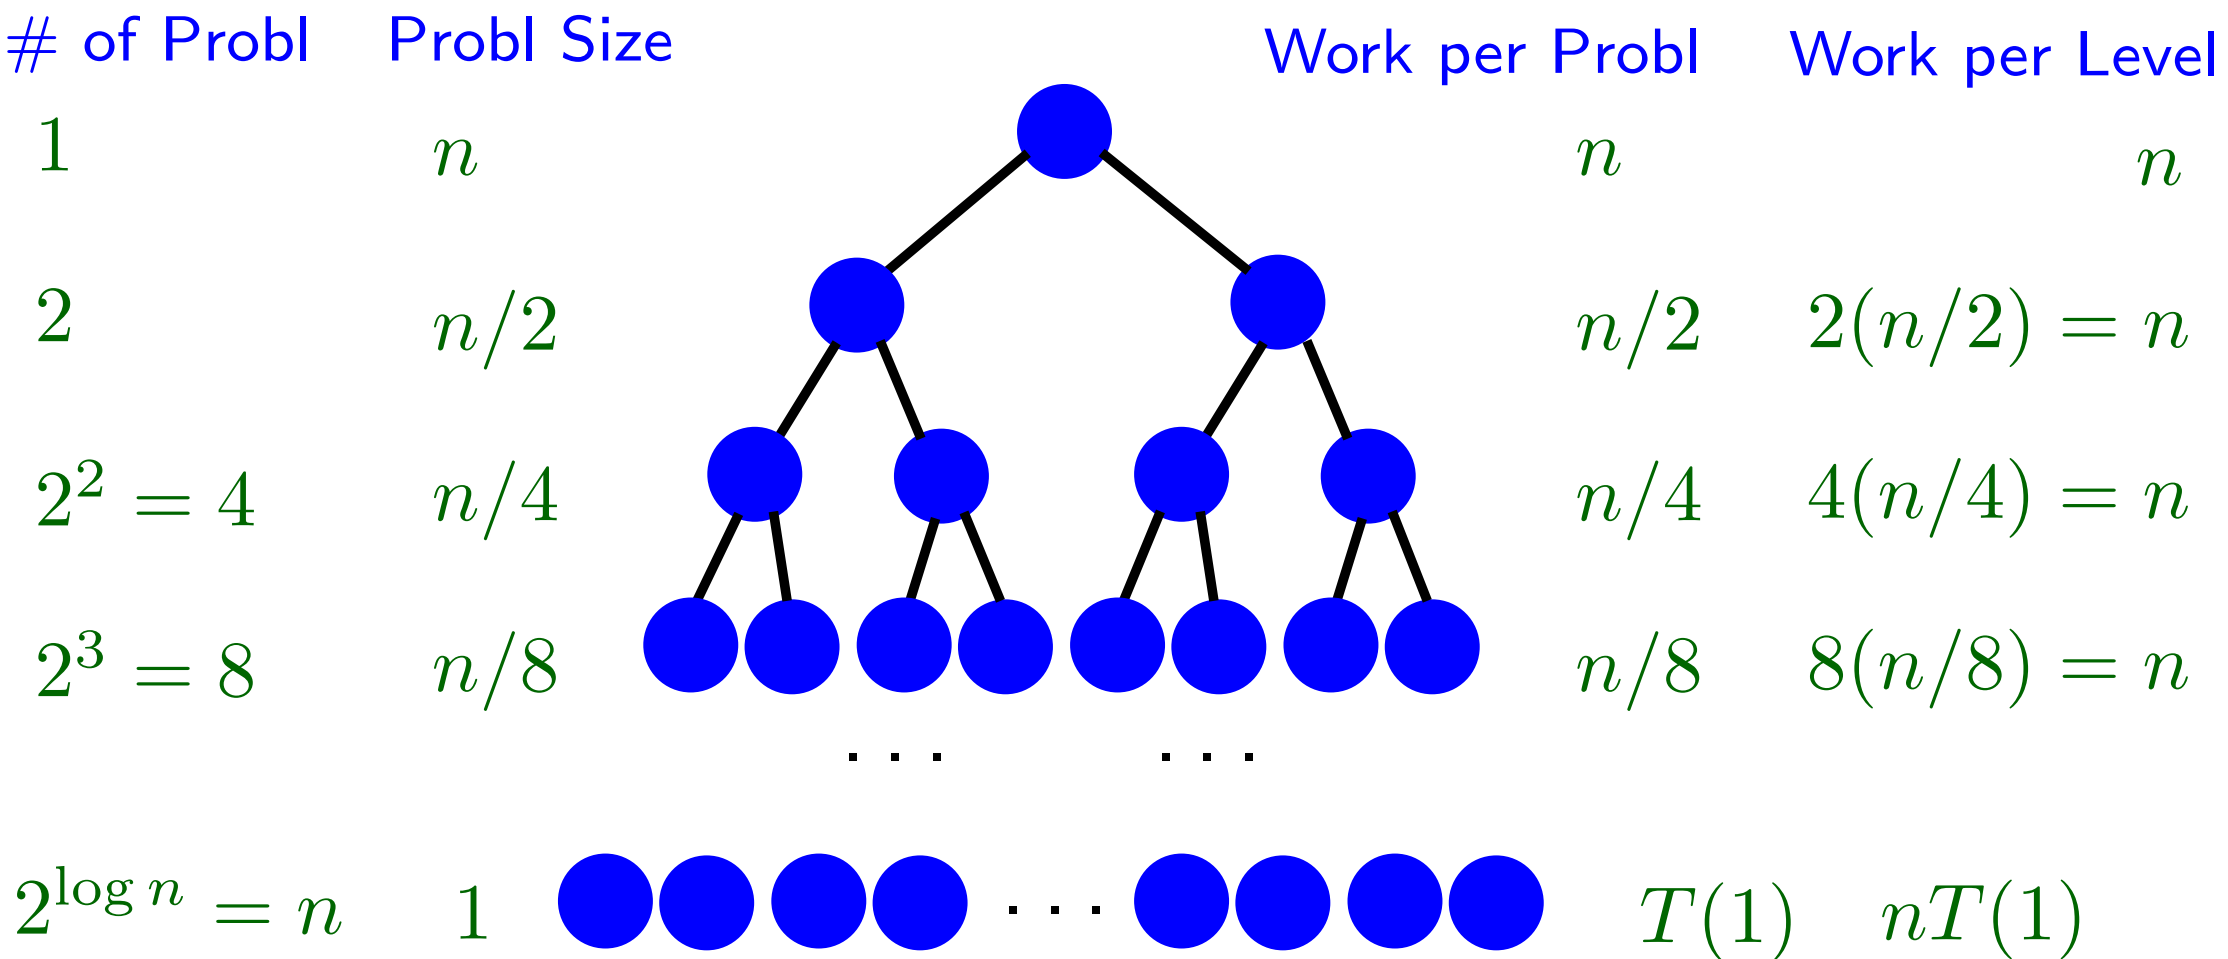 # of Probl Probl Size Work per Probl Work per Level
1 n n n
2 n/2 n/2 2(n/2) = n
2^2 = 4 n/4 n/4 4(n/4) = n
2^3 = 8 n/8 n/8 8(n/8) = n
. . . . . .
2^{log n} = n 1 . . . T(1) nT(1)